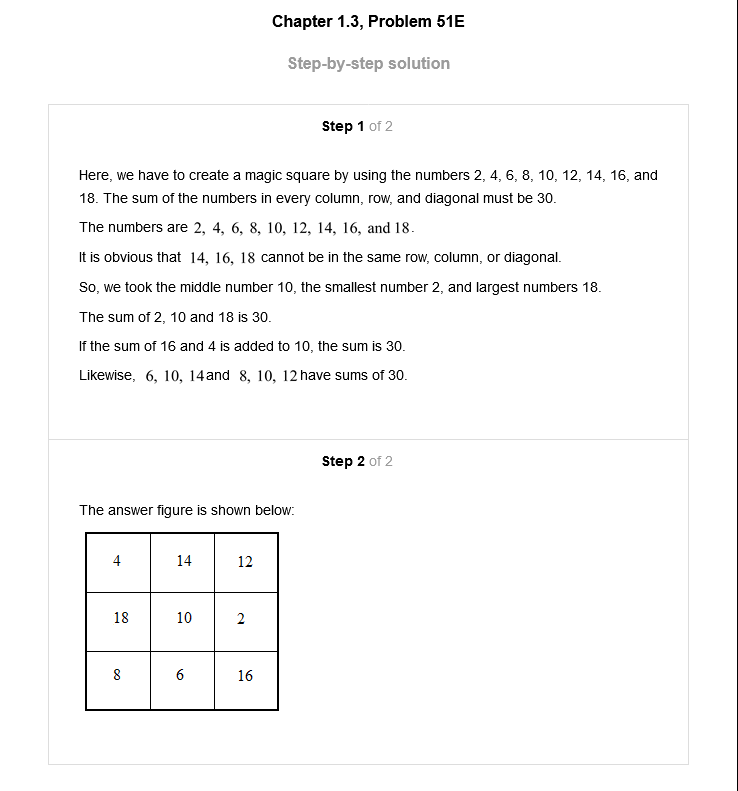 Chapter 1.3, Problem 51E
Step-by-step solution
Step 1 of 2
Here, we have to create a magic square by using the numbers 2, 4, 6, 8, 10, 12, 14, 16, and
18. The sum of the numbers in every column, row, and diagonal must be 30.
The numbers are 2, 4, 6, 8, 10, 12, 14, 16, and 18.
It is obvious that 14, 16, 18 cannot be in the same row, column, or diagonal.
So, we took the middle number 10, the smallest number 2, and largest numbers 18.
The sum of 2, 10 and 18 is 30.
If the sum of 16 and 4 is added to 10, the sum is 30.
Likewise, 6, 10, 14and 8, 10, 12 have sums of 30.
Step 2 of 2
The answer figure is shown below:
4 14 12
18 10 2
8 6 16